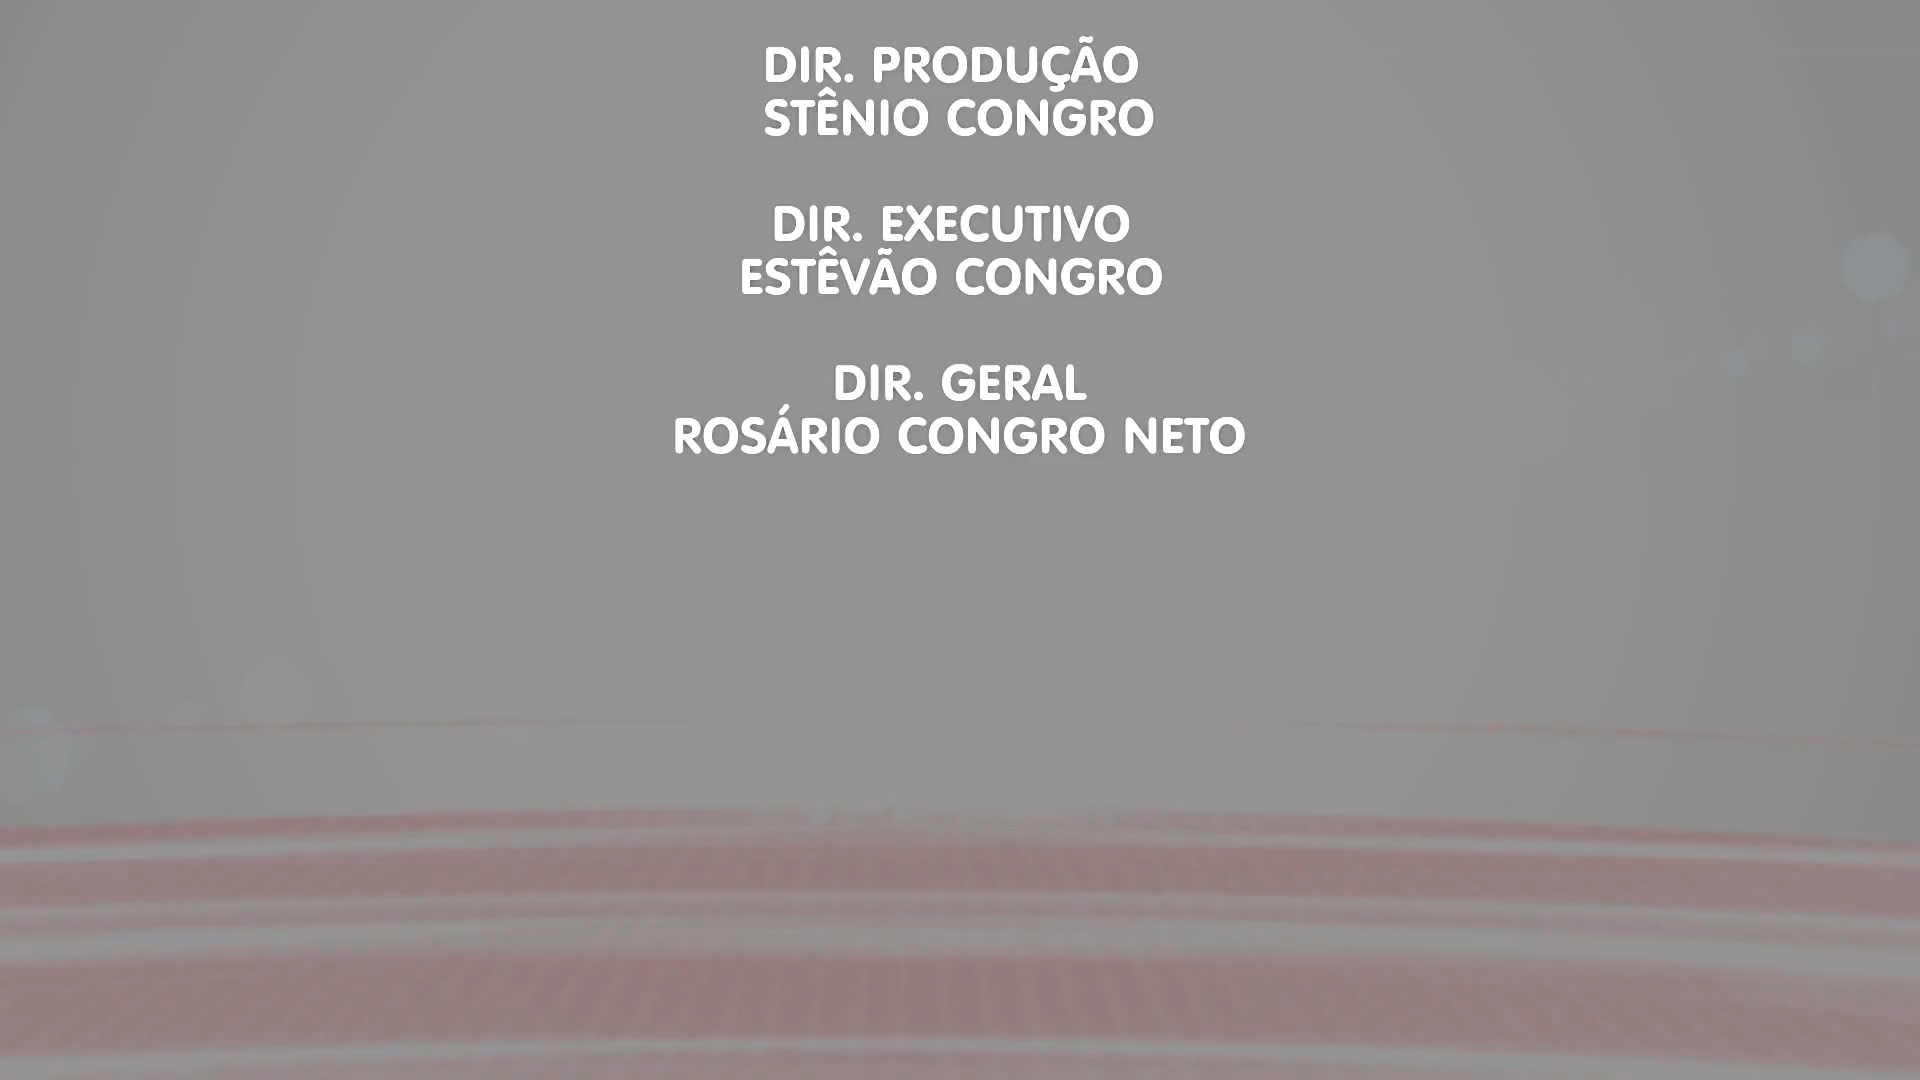 DIR. PRODUÇÃO
STÊNIO CONGRO
DIR. EXECUTIVO
ESTÊVÃO CONGRO
DIR. GERAL
ROSÁRIO CONGRO NETO